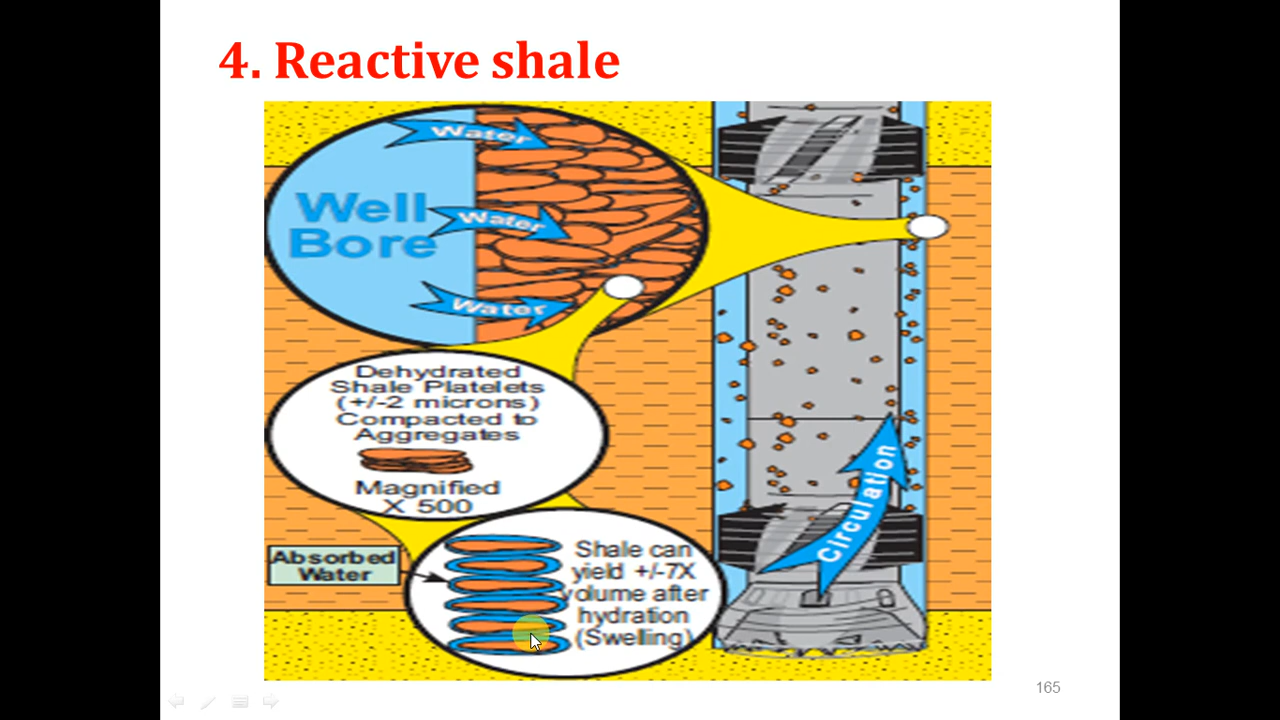 4. Reactive shale
Water
Well
Bore
Water
Water
Dehydrated
Shale Platelets
(+/-2 microns)
Compacted to
Aggregates
Magnified
X 500
Circulation
Absorbed
Water
Shale can
yield +/-7X
volume after
hydration
(Swelling)
165